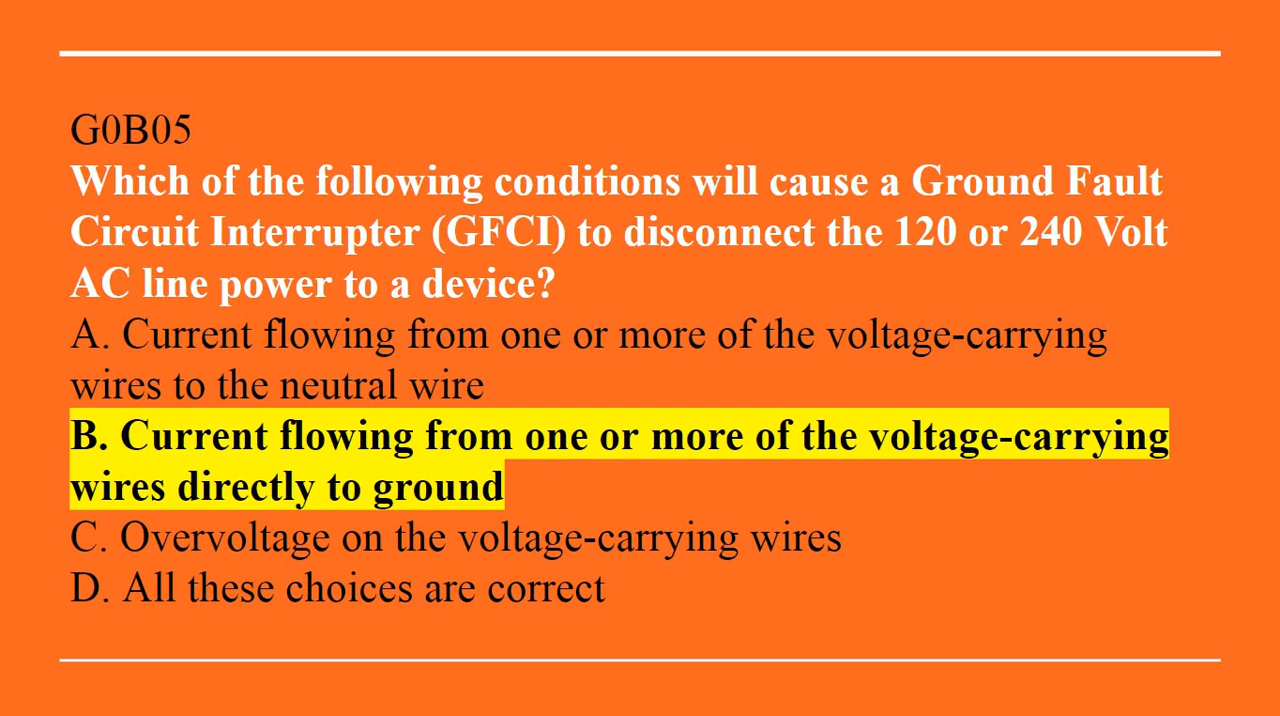 G0B05
Which of the following conditions will cause a Ground Fault
Circuit Interrupter (GFCI) to disconnect the 120 or 240 Volt
AC line power to a device?
A. Current flowing from one or more of the voltage-carrying
wires to the neutral wire
B. Current flowing from one or more of the voltage-carrying
wires directly to ground
C. Overvoltage on the voltage-carrying wires
D. All these choices are correct